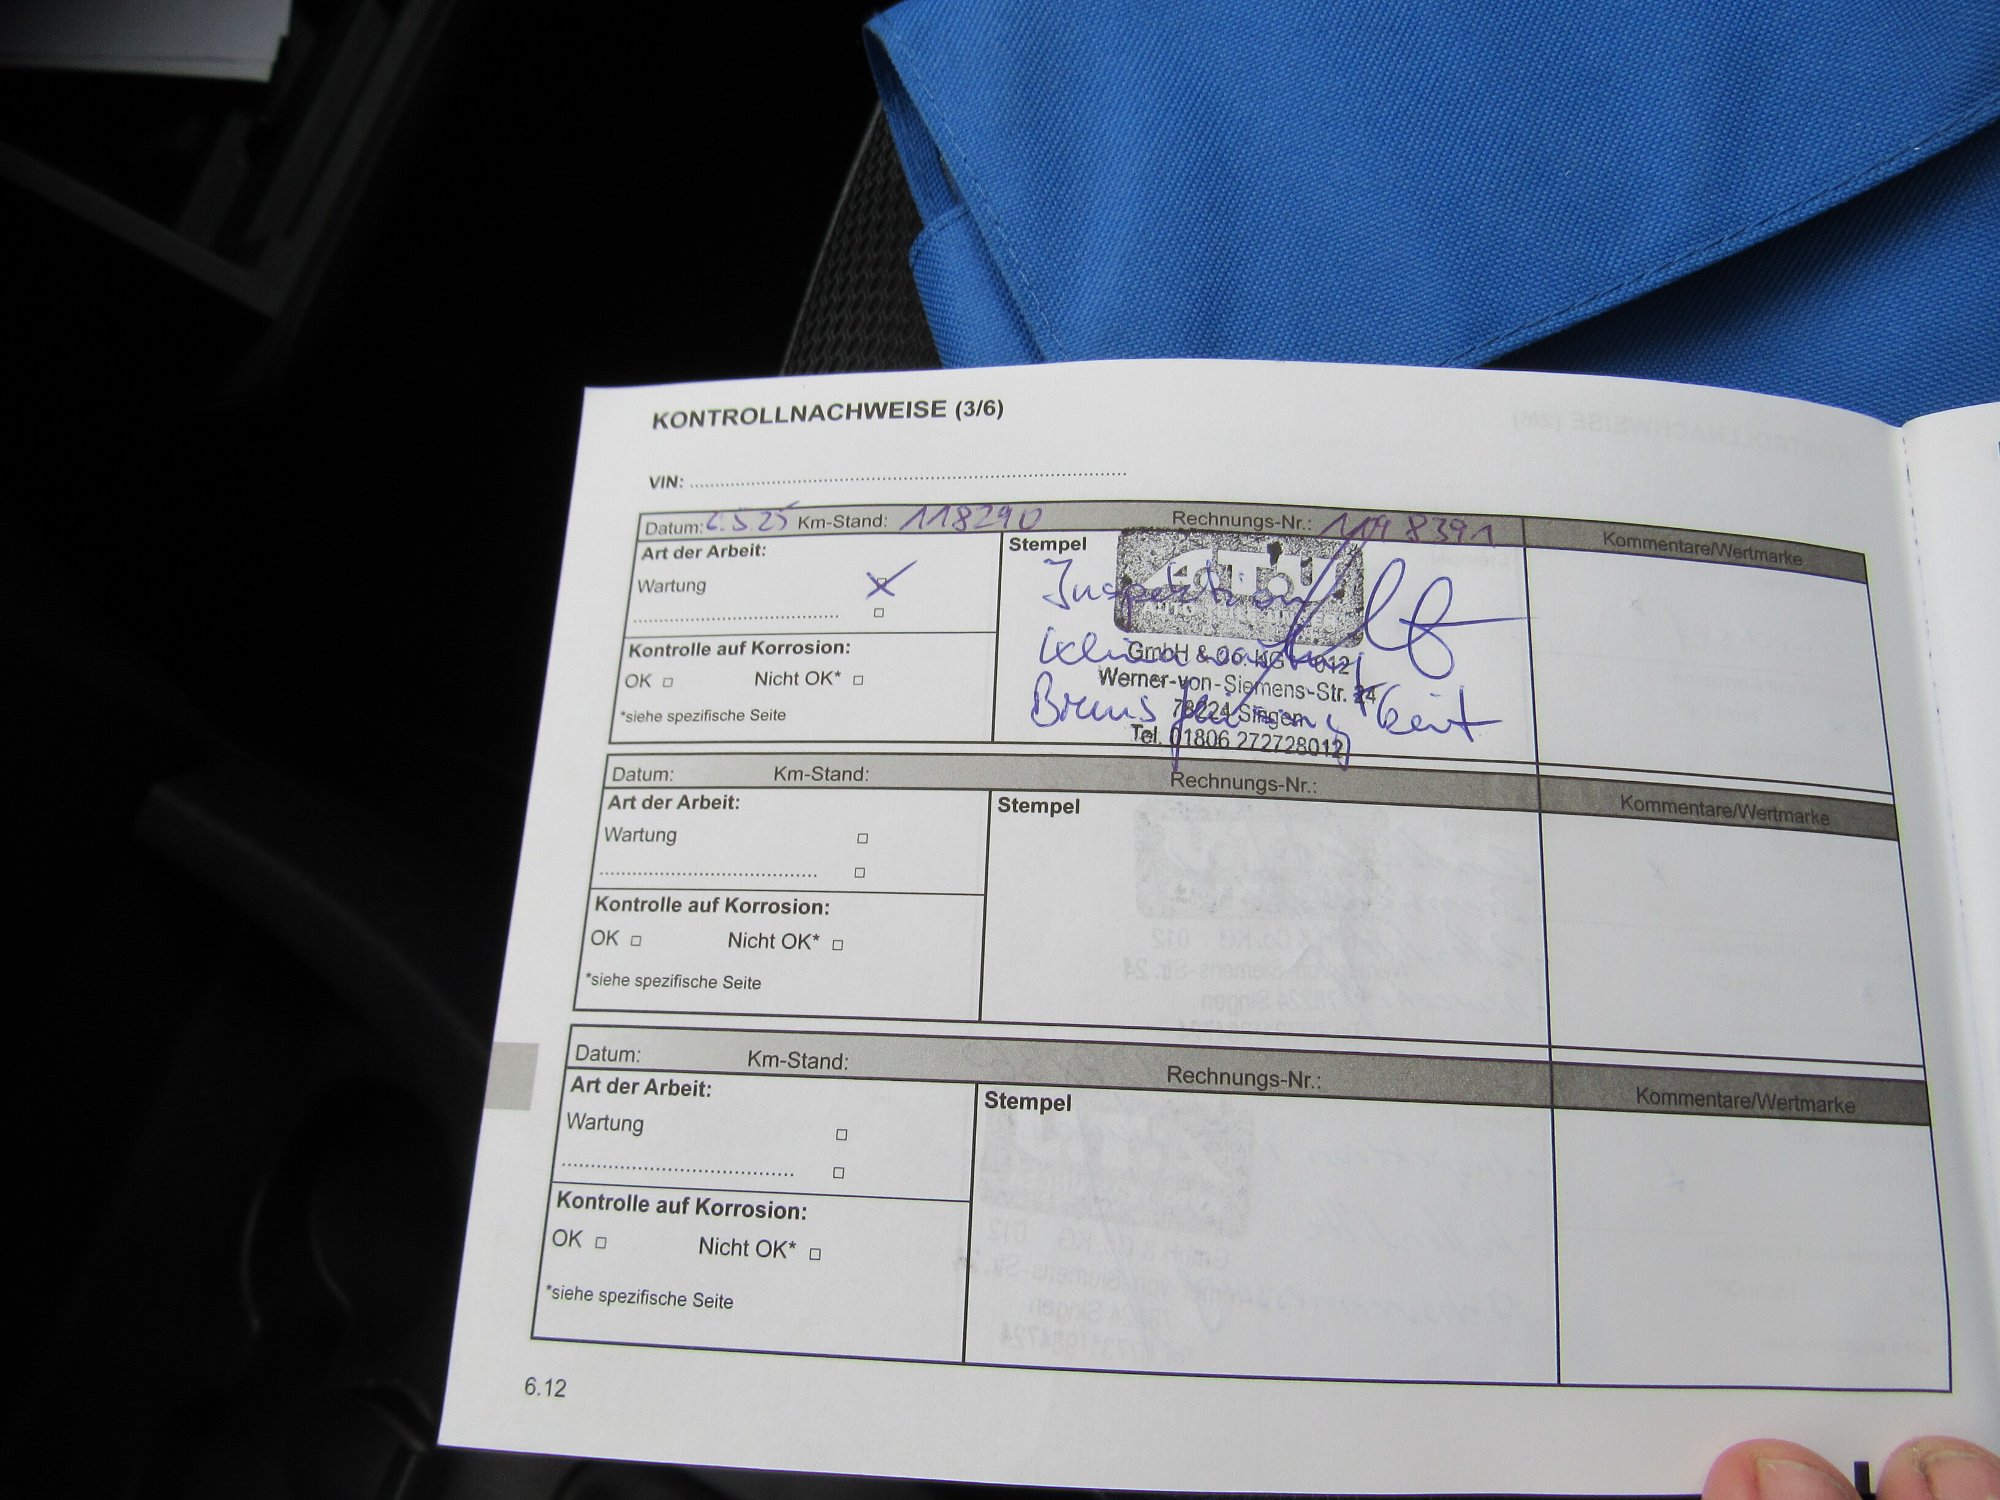 KONTROLLNACHWEISE (3/6)
VIN:
Datum: 6.5.25 Km-Stand: 118290 Rechnungs-Nr.: 1198391 Kommentare/Wertmarke
Art der Arbeit:
Wartung
Kontrolle auf Korrosion:
OK Nicht OK*
*siehe spezifische Seite
Stempel
A.T.U
AUTO
Inspektion
GmbH & Co. KG 012
Werner-von-Siemens-Str. 24
78224 Singen
Brems
Tel. 01806 272728012
Datum: Km-Stand: Rechnungs-Nr.: Kommentare/Wertmarke
Art der Arbeit:
Wartung
Kontrolle auf Korrosion:
OK Nicht OK*
*siehe spezifische Seite
Stempel
Datum: Km-Stand: Rechnungs-Nr.: Kommentare/Wertmarke
Art der Arbeit:
Wartung
Kontrolle auf Korrosion:
OK Nicht OK*
*siehe spezifische Seite
Stempel
6.12